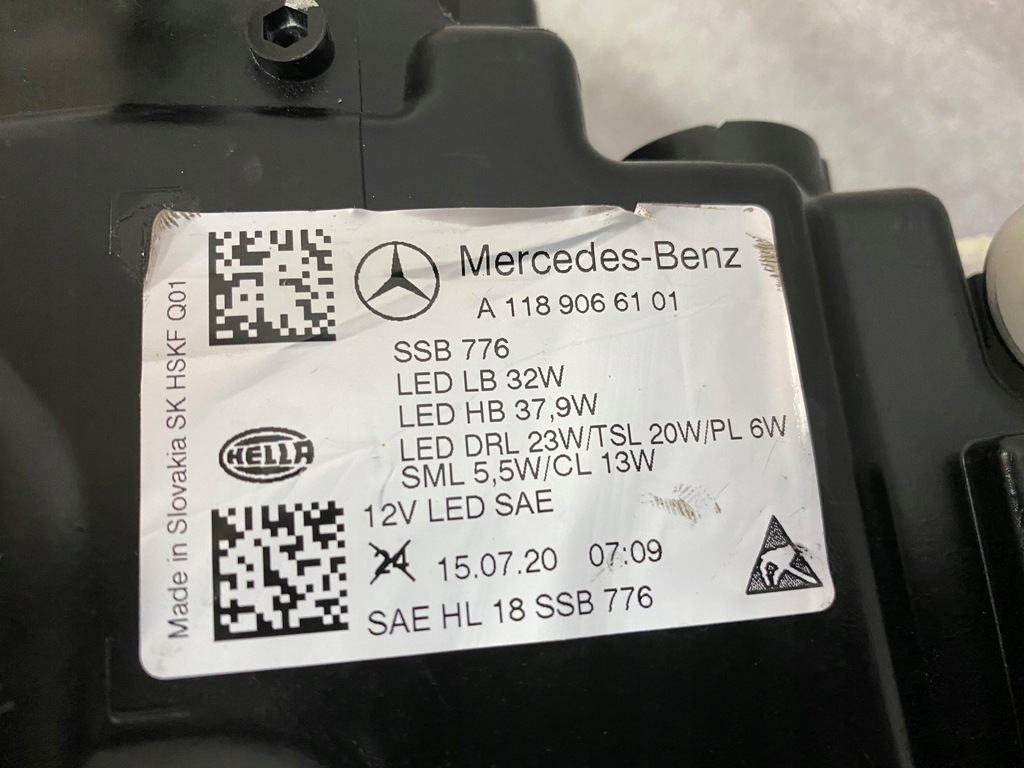 Mercedes-Benz
A 118 906 61 01
SSB 776
LED LB 32W
LED HB 37,9W
LED DRL 23W/TSL 20W/PL 6W
SML 5,5W/CL 13W
12V LED SAE
24 15.07.20 07:09
SAE HL 18 SSB 776
HELLA
Made in Slovakia SK HSKF Q01